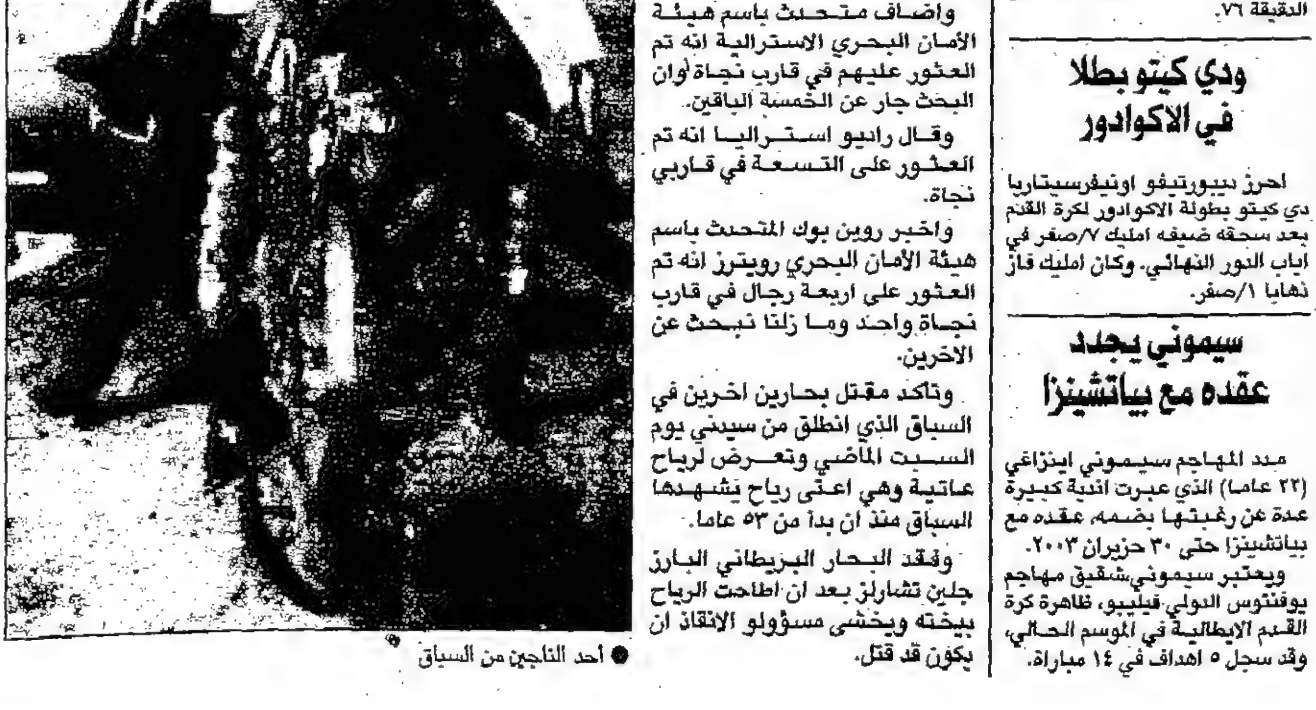 الدقيقة ٧٦.
ودي كيتو بطلا
في الاكوادور
احرز ديبورتيفو اونيفرسيتاريا
دي كيتو بطولة الاكوادور لكرة القدم
بعد سحقه ضيفه امليك ٧/صفر في
اياب الدور النهائي. وكان امليك فاز
ذهابا ١/صفر.
سيموني يجدد
عقده مع بياتشينزا
مدد المهاجم سيموني اينزاغي
(٢٢ عاما) الذي عبرت اندية كبيرة
عدة عن رغبتها بضمه، عقده مع
بياتشينزا حتى ٣٠ حزيران ٢٠٠٣.
ويعتبر سيموني شقيق مهاجم
يوفنتوس الدولي فيليبو، ظاهرة كرة
القدم الايطالية في الموسم الحالي،
وقد سجل ٥ اهداف في ١٤ مباراة.
واضاف متحدث باسم هيئة
الأمان البحري الاسترالية انه تم
العثور عليهم في قارب نجاة وان
البحث جار عن الخمسة الباقين.
وقال راديو استراليا انه تم
العثور على التسعة في قاربي
نجاة.
واخبر روين بوك المتحدث باسم
هيئة الأمان البحري رويترز انه تم
العثور على اربعة رجال في قارب
نجاة واحد وما زلنا نبحث عن
الاخرين.
وتاكد مقتل بحارين اخرين في
السباق الذي انطلق من سيدني يوم
السبت الماضي وتعرض لرياح
عاتية وهي اعتى رياح يشهدها
السباق منذ ان بدأ من ٥٣ عاما.
وفقد البحار البريطاني البارز
جلين تشارلز بعد ان اطاحت الرياح
بيخته ويخشى مسؤولو الانقاذ ان
يكون قد قتل.
● أحد الناجين من السباق